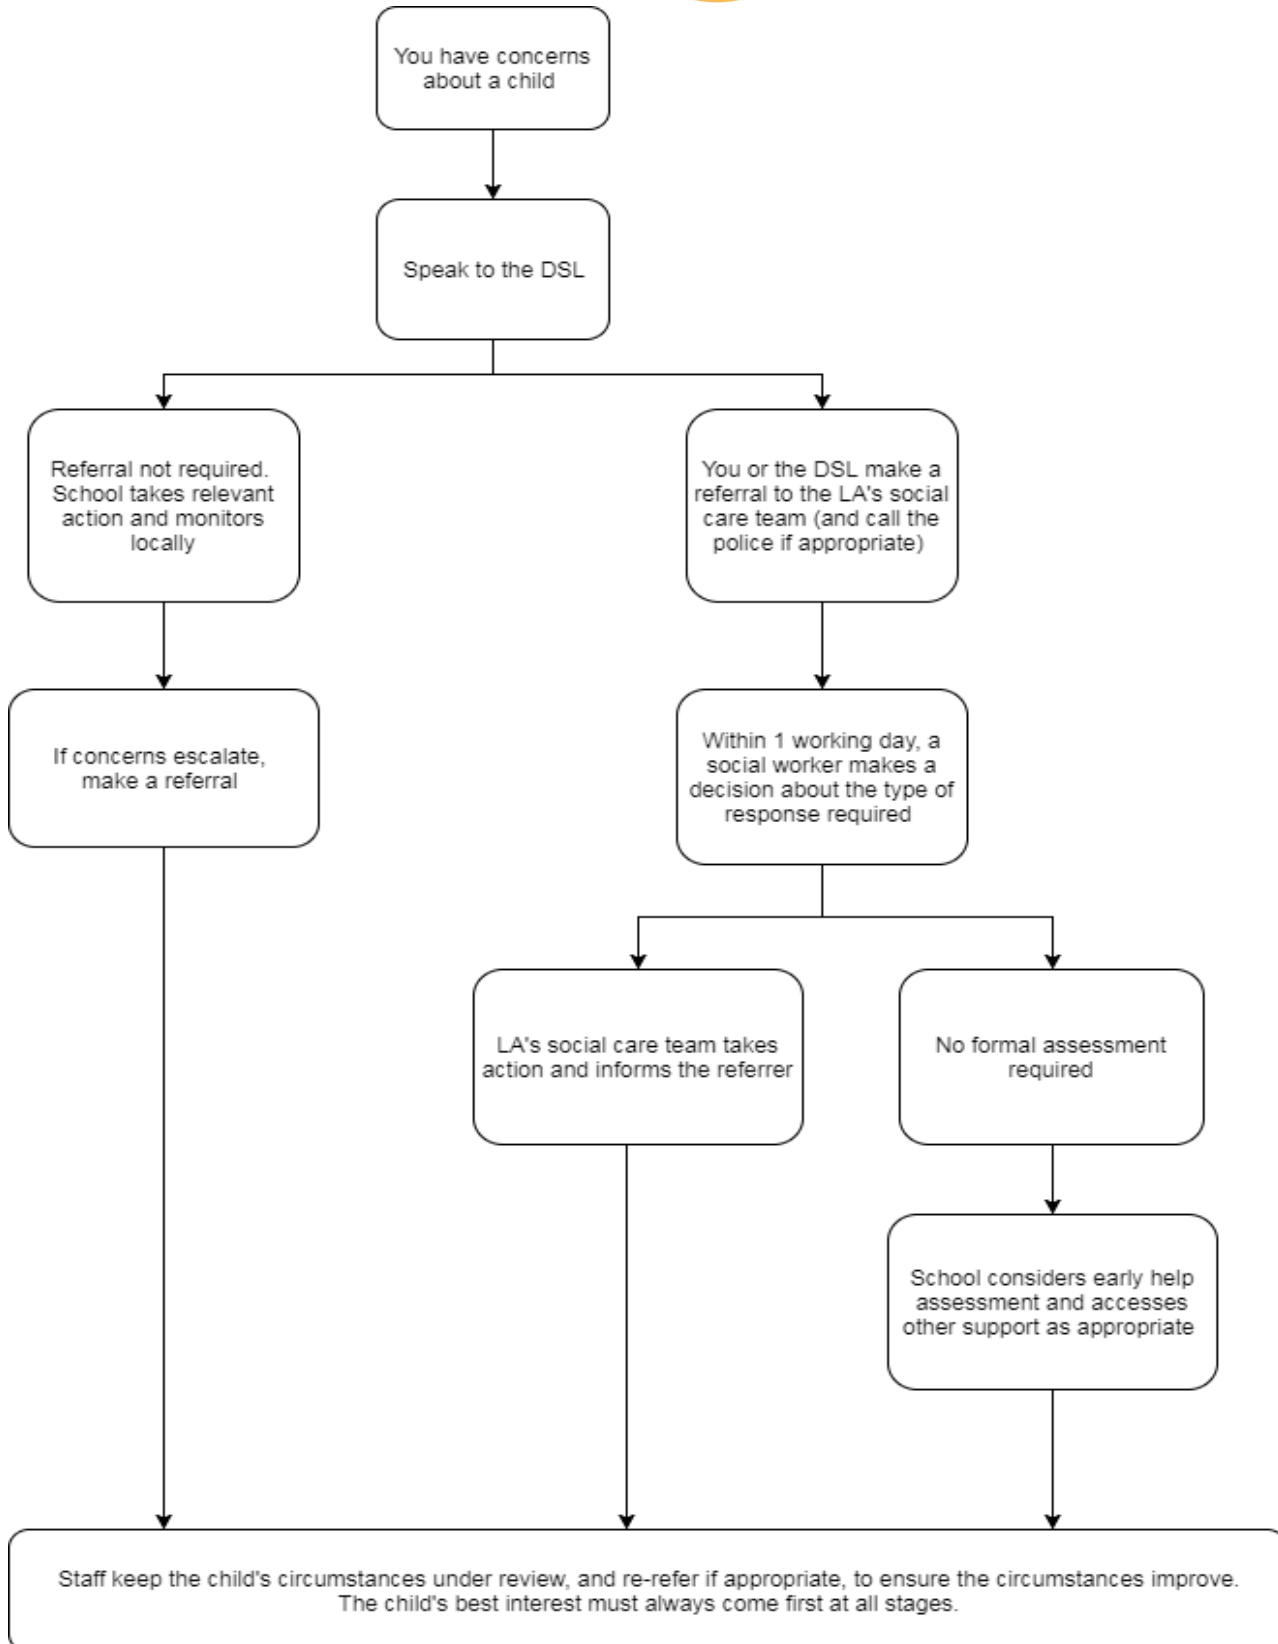 You have concerns
about a child
Speak to the DSL
Referral not required.
School takes relevant
action and monitors
locally
You or the DSL make a
referral to the LA's social
care team (and call the
police if appropriate)
If concerns escalate,
make a referral
Within 1 working day, a
social worker makes a
decision about the type of
response required
LA's social care team takes
action and informs the referrer
No formal assessment
required
School considers early help
assessment and accesses
other support as appropriate
Staff keep the child's circumstances under review, and re-refer if appropriate, to ensure the circumstances improve.
The child's best interest must always come first at all stages.